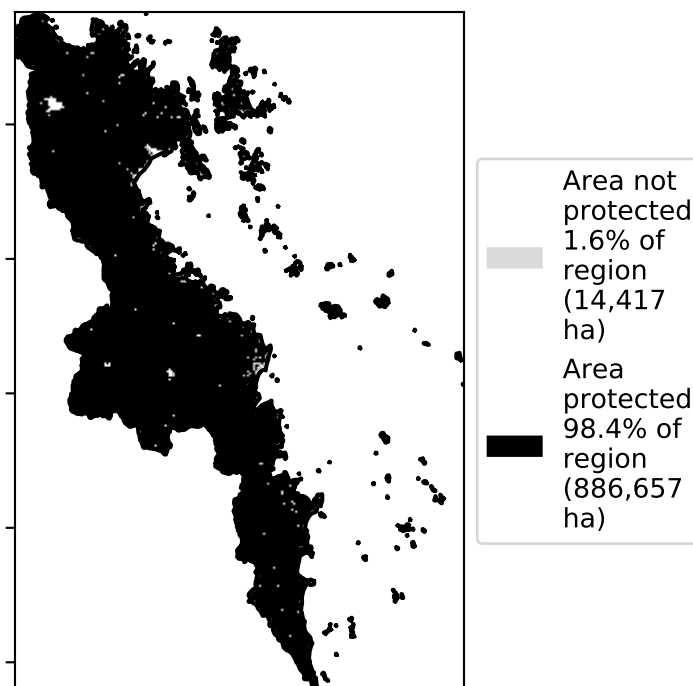 Area not
protected
1.6% of
region
(14,417
ha)
Area
protected
98.4% of
region
(886,657
ha)